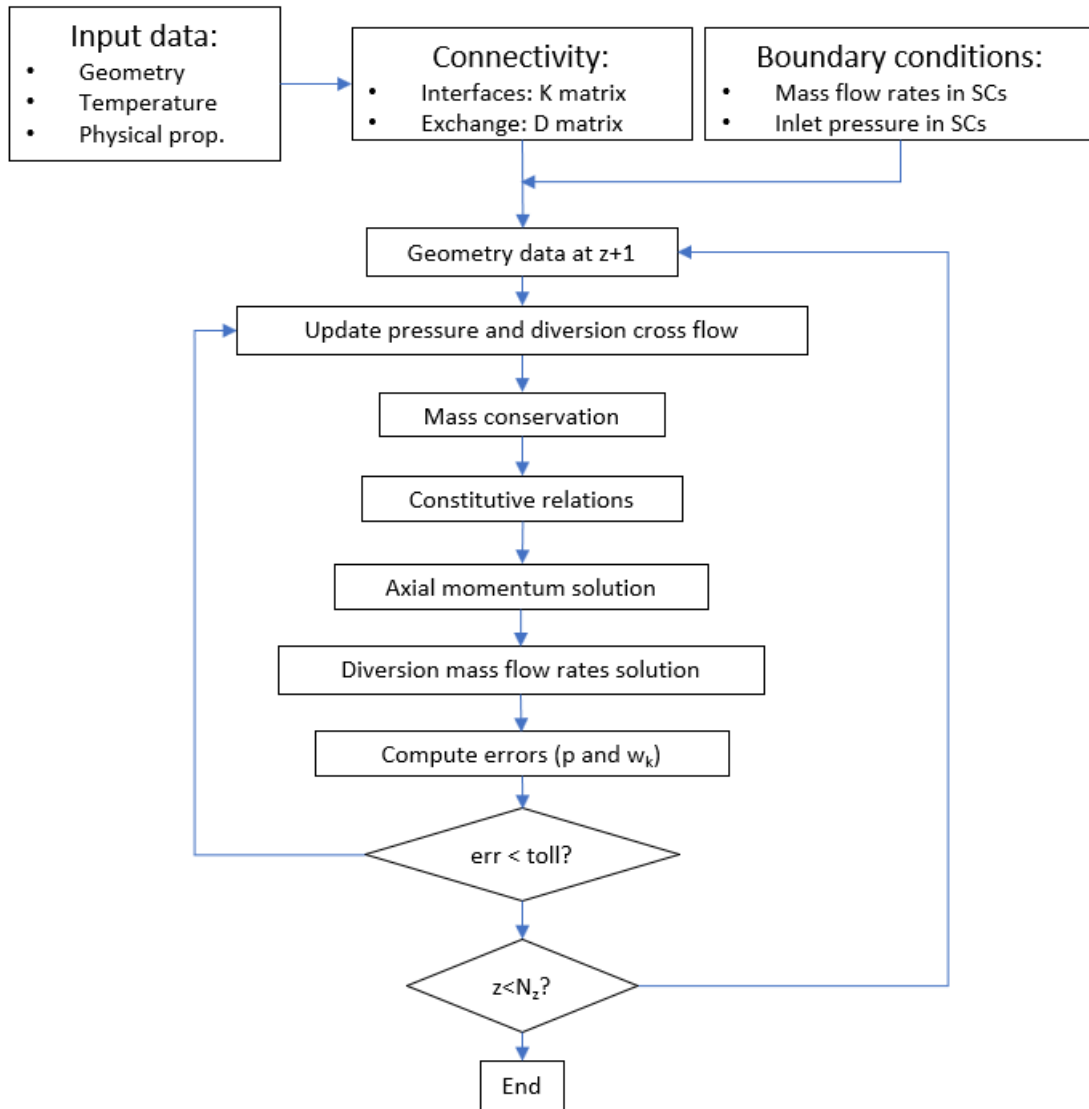 Input data:
• Geometry
• Temperature
• Physical prop.
Connectivity:
• Interfaces: K matrix
• Exchange: D matrix
Boundary conditions:
• Mass flow rates in SCs
• Inlet pressure in SCs
Geometry data at z+1
Update pressure and diversion cross flow
Mass conservation
Constitutive relations
Axial momentum solution
Diversion mass flow rates solution
Compute errors (p and wₖ)
err < toll?
z<N_z?
End